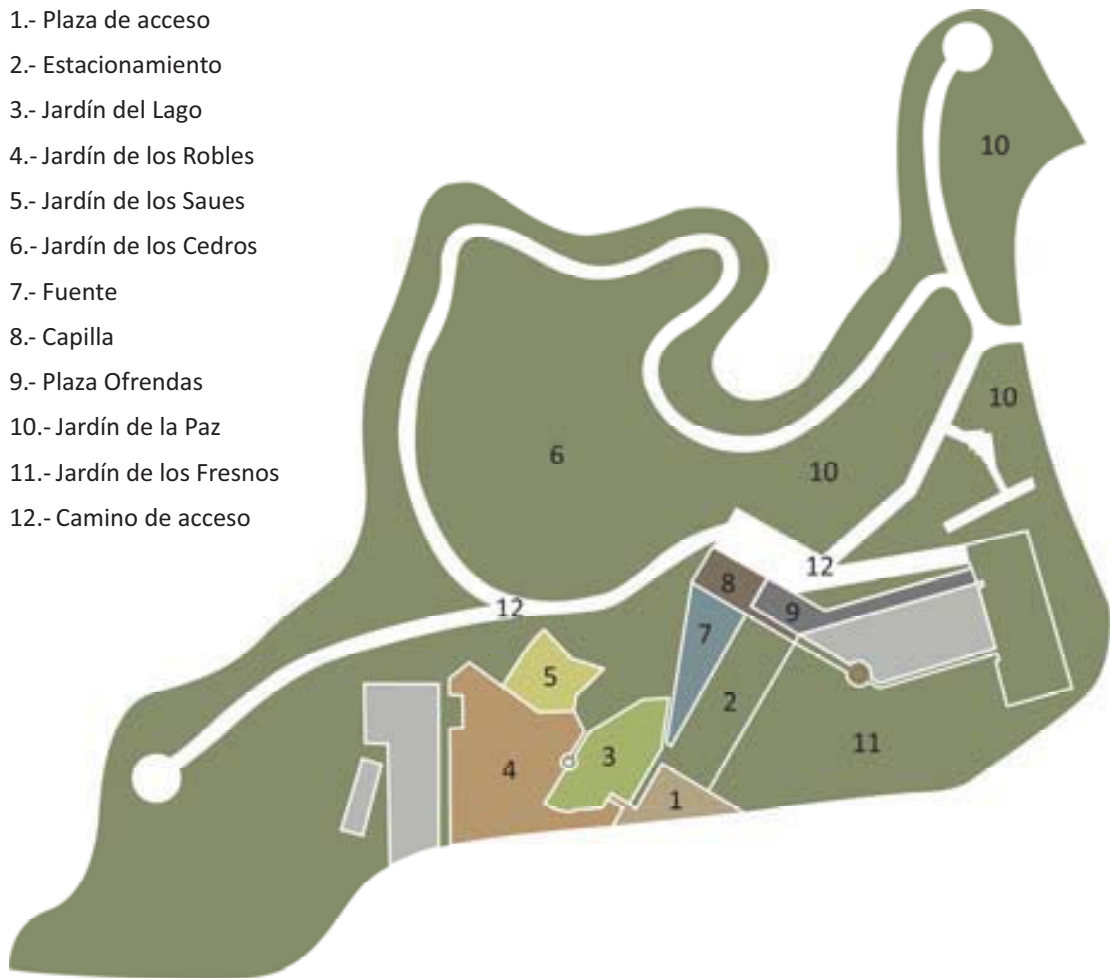 1.- Plaza de acceso
2.- Estacionamiento
3.- Jardín del Lago
4.- Jardín de los Robles
5.- Jardín de los Saues
6.- Jardín de los Cedros
7.- Fuente
8.- Capilla
9.- Plaza Ofrendas
10.- Jardín de la Paz
11.- Jardín de los Fresnos
12.- Camino de acceso
10
10
6
10
12
8
9
12
7
5
2
11
3
4
1